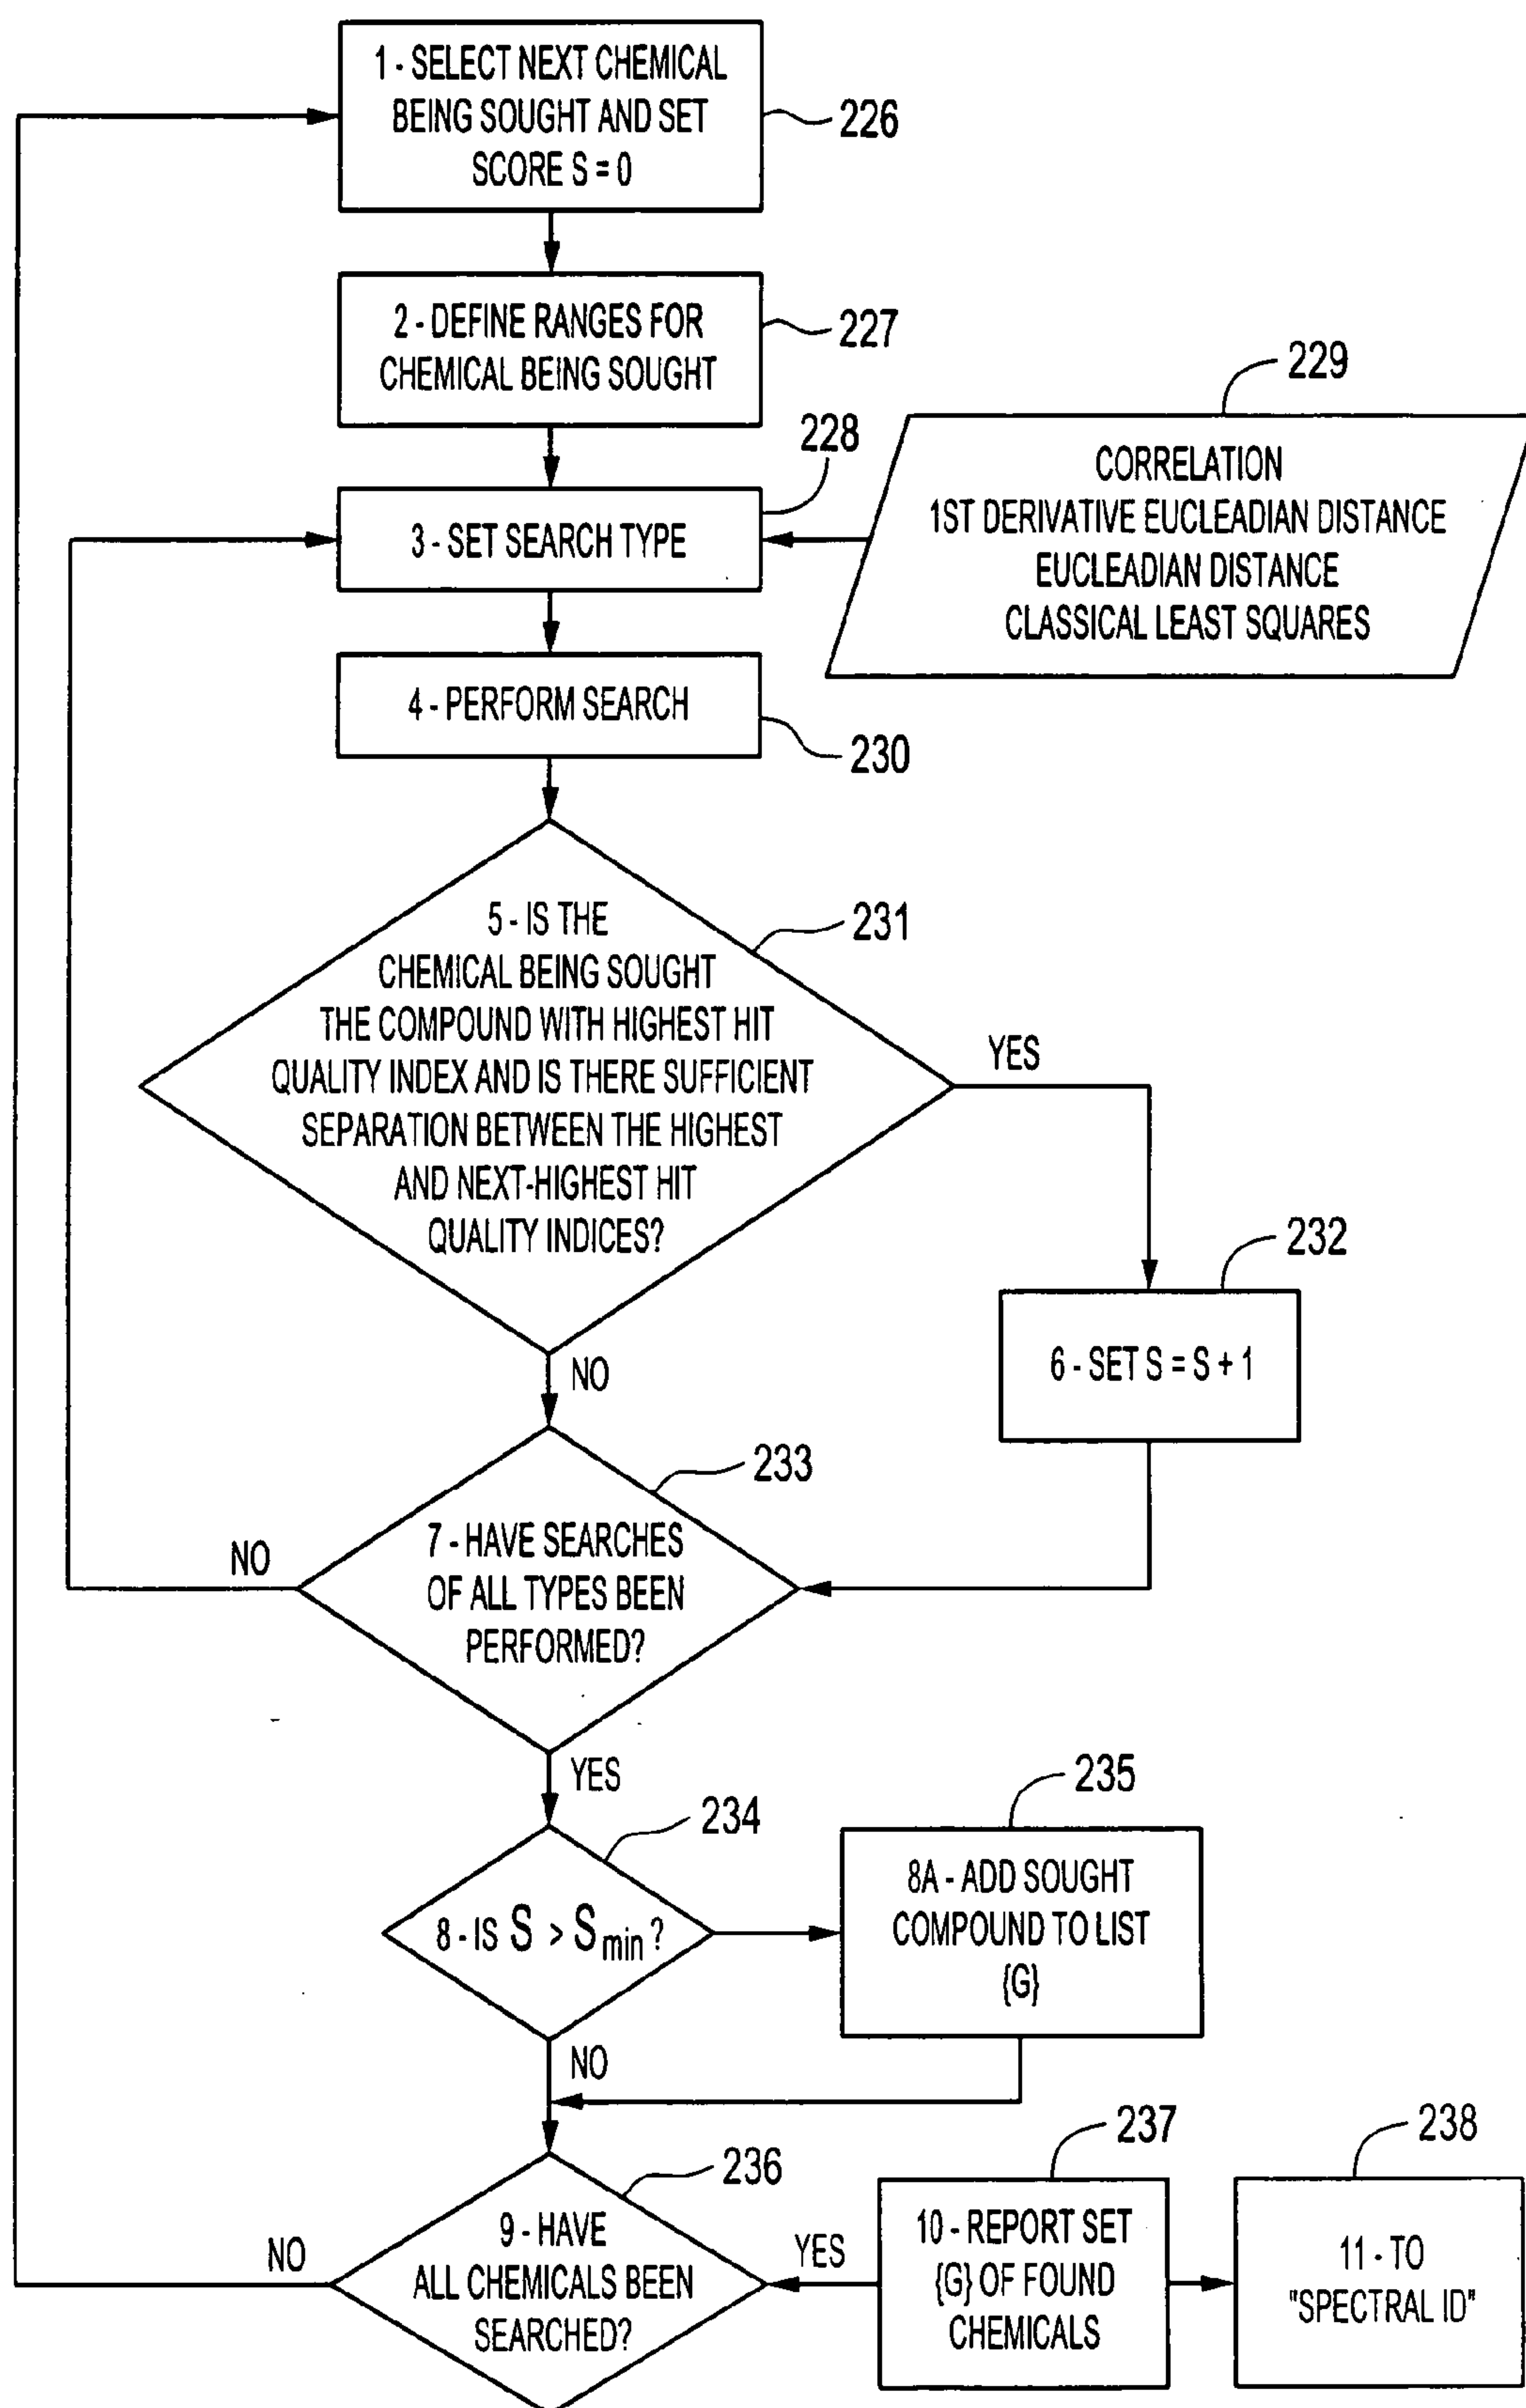 1 - SELECT NEXT CHEMICAL
BEING SOUGHT AND SET
SCORE S = 0
226
2 - DEFINE RANGES FOR
CHEMICAL BEING SOUGHT
227
228
3 - SET SEARCH TYPE
229
CORRELATION
1ST DERIVATIVE EUCLEADIAN DISTANCE
EUCLEADIAN DISTANCE
CLASSICAL LEAST SQUARES
4 - PERFORM SEARCH
230
5 - IS THE
CHEMICAL BEING SOUGHT
THE COMPOUND WITH HIGHEST HIT
QUALITY INDEX AND IS THERE SUFFICIENT
SEPARATION BETWEEN THE HIGHEST
AND NEXT-HIGHEST HIT
QUALITY INDICES?
231
YES
232
6 - SET S = S + 1
NO
233
7 - HAVE SEARCHES
OF ALL TYPES BEEN
PERFORMED?
NO
YES
234
8 - IS S > Smin ?
235
8A - ADD SOUGHT
COMPOUND TO LIST
{G}
NO
236
9 - HAVE
ALL CHEMICALS BEEN
SEARCHED?
NO
YES
237
10 - REPORT SET
{G} OF FOUND
CHEMICALS
238
11 - TO
"SPECTRAL ID"